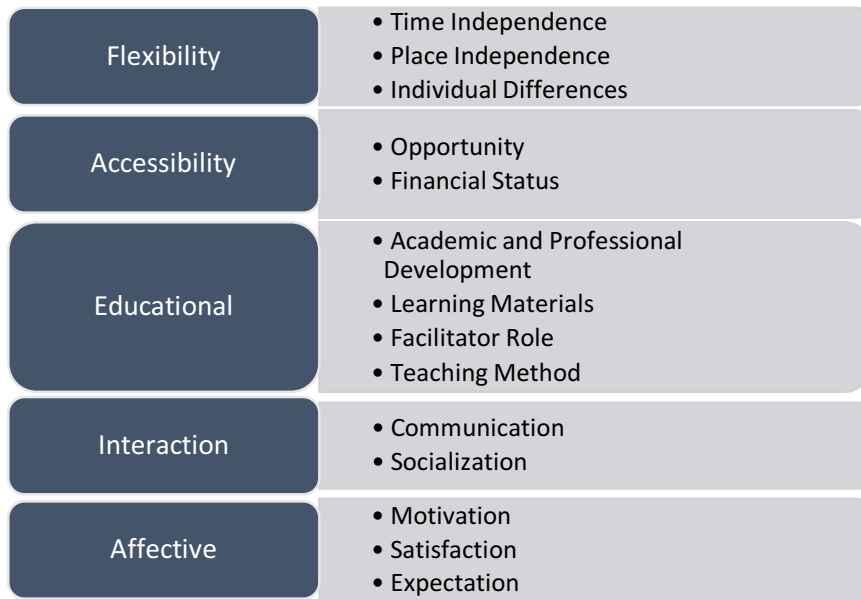 Flexibility
• Time Independence
• Place Independence
• Individual Differences
Accessibility
• Opportunity
• Financial Status
Educational
• Academic and Professional
Development
• Learning Materials
• Facilitator Role
• Teaching Method
Interaction
• Communication
• Socialization
Affective
• Motivation
• Satisfaction
• Expectation